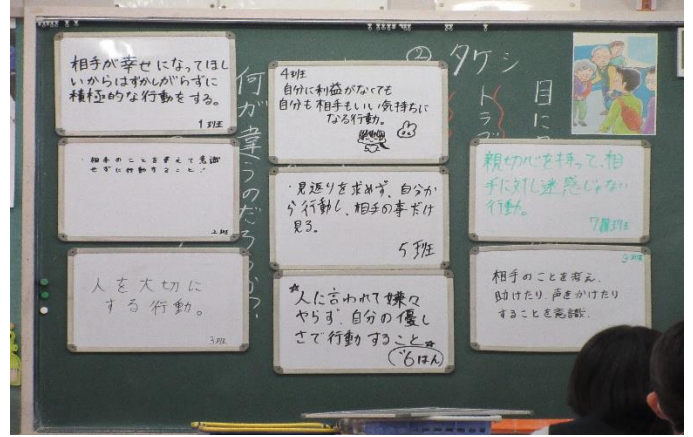 相手が幸せになってほし
いからはずかしがらずに
積極的な行動をする。
1班
・相手のことを考えて意識
せずに行動すること!
2班
人を大切に
する行動。
3班
何が違うのだろうか?
4班
自分に利益がなくても
自分も相手もいい気持ちに
なる行動。
・見返りを求めず、自分か
ら行動し、相手の事だけ
見る。
5班
人に言われて嫌々
やらず、自分の優し
さで行動すること
6はん
② タケシ
トラブ
目に
親切心を持って、相
手に対し迷惑じゃない
行動。
7班
相手のことを考え、
助けたり、声をかけたり
することを意識。